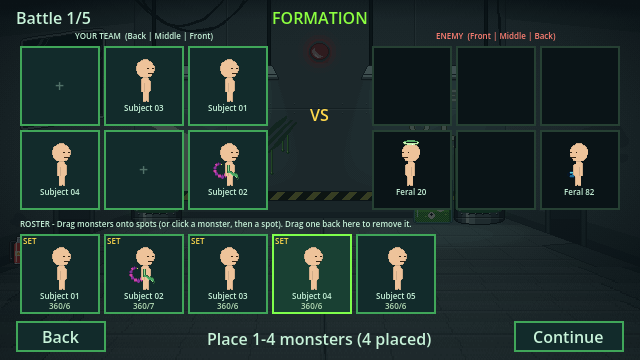 Battle 1/5
FORMATION
YOUR TEAM (Back | Middle | Front)
ENEMY (Front | Middle | Back)
+
Subject 03
Subject 01
VS
Subject 04
+
Subject 02
Feral 20
Feral 82
ROSTER - Drag monsters onto spots (or click a monster, then a spot). Drag one back here to remove it.
SET
SET
SET
SET
Subject 01
360/6
Subject 02
360/7
Subject 03
360/6
Subject 04
360/6
Subject 05
360/6
Back
Place 1-4 monsters (4 placed)
Continue